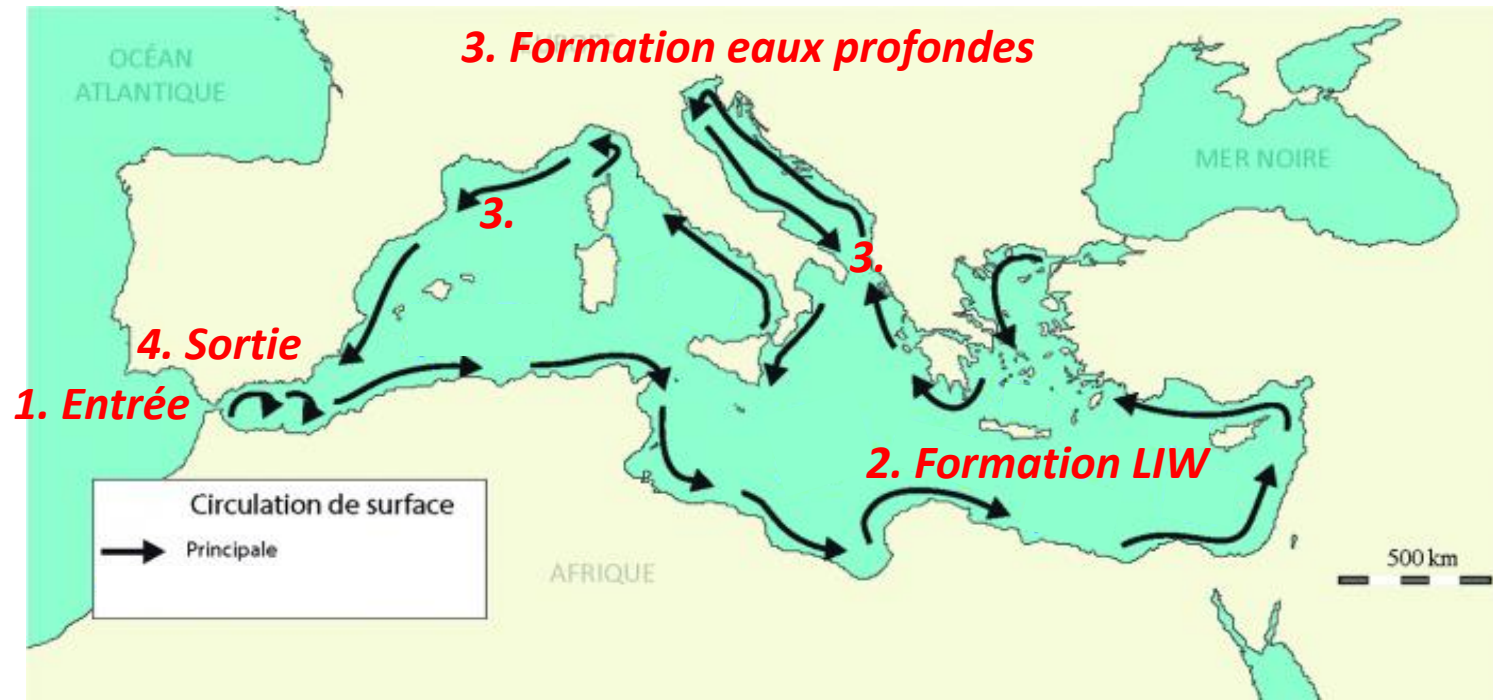 3. Formation eaux profondes
EUROPE
OCÉAN
ATLANTIQUE
MER NOIRE
3.
3.
4. Sortie
1. Entrée
2. Formation LIW
Circulation de surface
Principale
AFRIQUE
500 km